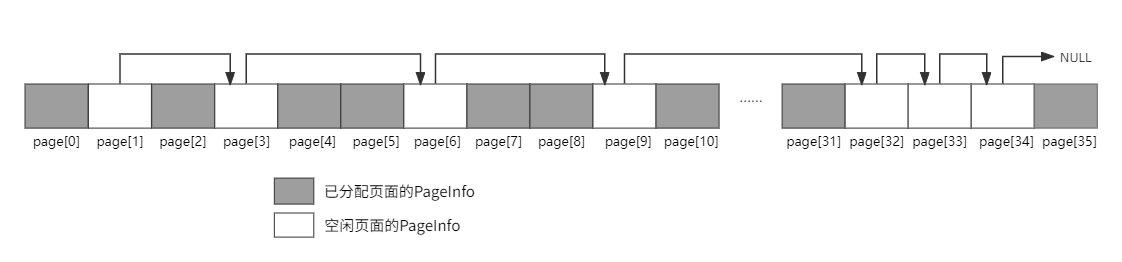 NULL
......
page[0] page[1] page[2] page[3] page[4] page[5] page[6] page[7] page[8] page[9] page[10] page[31] page[32] page[33] page[34] page[35]
已分配页面的PageInfo
空闲页面的PageInfo